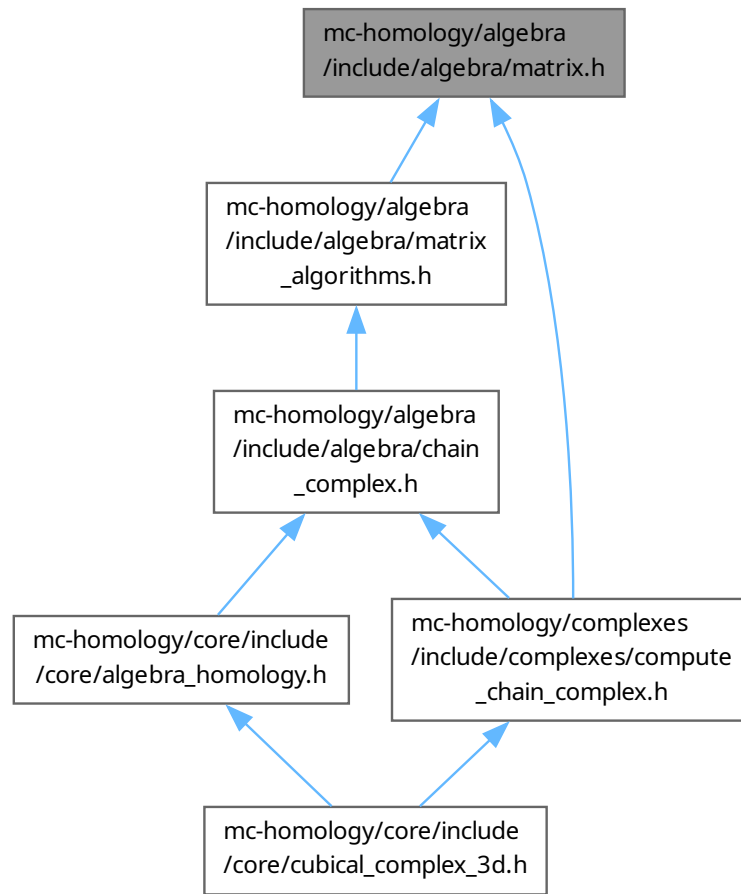 mc-homology/algebra
/include/algebra/matrix.h
mc-homology/algebra
/include/algebra/matrix
_algorithms.h
mc-homology/algebra
/include/algebra/chain
_complex.h
mc-homology/core/include
/core/algebra_homology.h
mc-homology/complexes
/include/complexes/compute
_chain_complex.h
mc-homology/core/include
/core/cubical_complex_3d.h